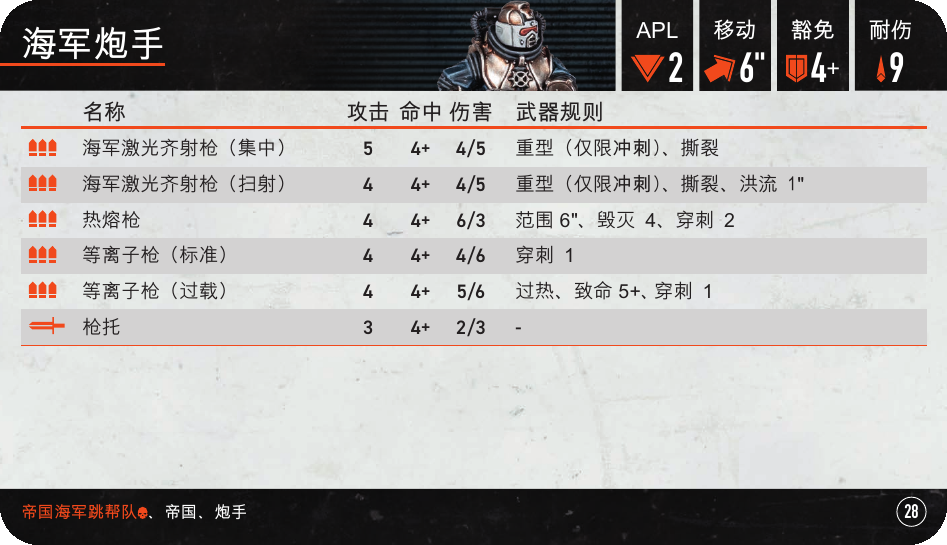 海军炮手
APL 移动 豁免 耐伤
2 6" 4+ 9
名称 攻击 命中 伤害 武器规则
海军激光齐射枪（集中） 5 4+ 4/5 重型（仅限冲刺）、撕裂
海军激光齐射枪（扫射） 4 4+ 4/5 重型（仅限冲刺）、撕裂、洪流 1"
热熔枪 4 4+ 6/3 范围 6"、毁灭 4、穿刺 2
等离子枪（标准） 4 4+ 4/6 穿刺 1
等离子枪（过载） 4 4+ 5/6 过热、致命 5+、穿刺 1
枪托 3 4+ 2/3 -
帝国海军跳帮队、帝国、炮手
28